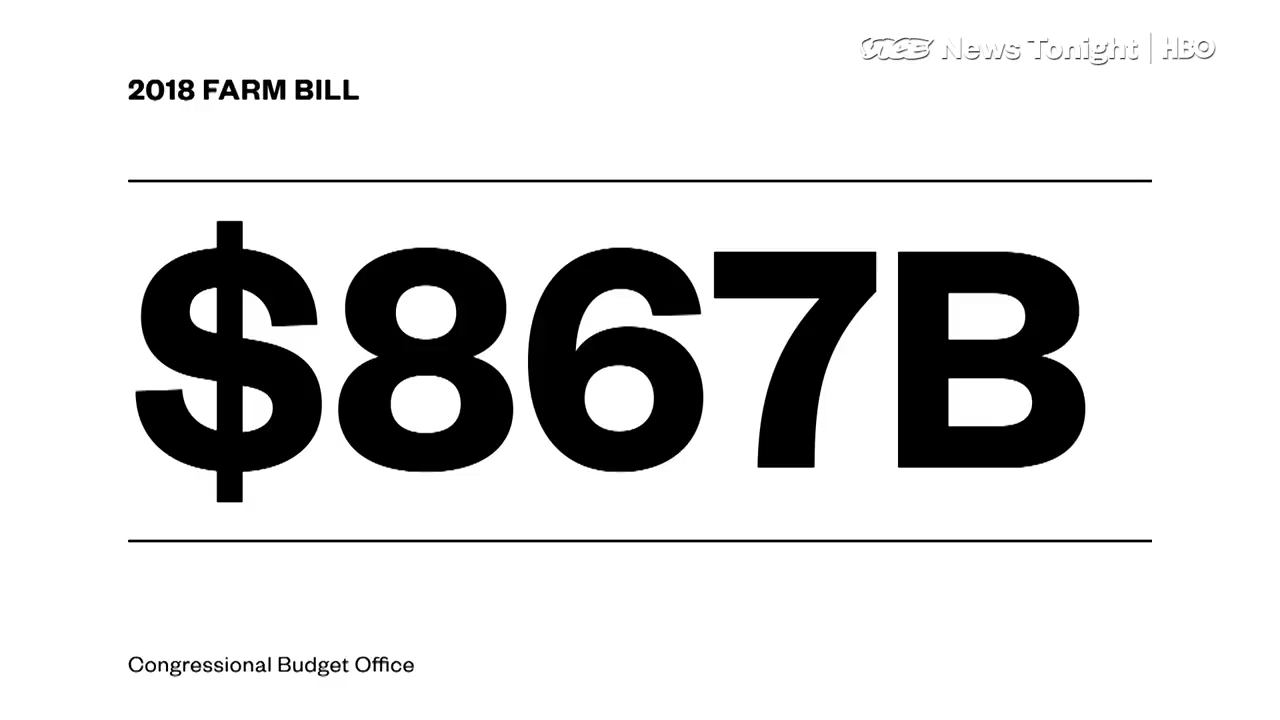 VICE News Tonight | HBO
2018 FARM BILL
$867B
Congressional Budget Office